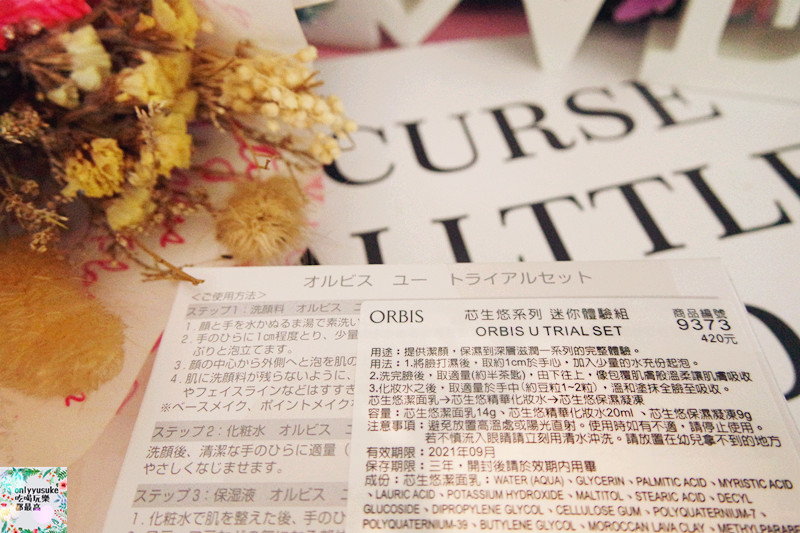 CURSE
LITTLE
オルビス ユー トライアルセット
<ご使用方法>
ステップ1：洗顔料 オルビス ユ
1. 顔と手を水かぬるま湯で素洗い
2. 手のひらに1cm程度とり、少量
ぷりと泡立てます。
3. 顔の中心から外側へと泡を肌の
4. 肌に洗顔料が残らないように、
やフェイスラインなどはすすぎ
※ベースメイク、ポイントメイク
ステップ2：化粧水 オルビス ユー
洗顔後、清潔な手のひらに適量（
やさしくなじませます。
ステップ3：保湿液 オルビス ユ
1. 化粧水で肌を整えた後、手のひ
ORBIS 芯生悠系列 迷你體驗組
ORBIS U TRIAL SET
商品編號
9373
420元
用途：提供潔顏，保濕到深層滋潤一系列的完整體驗。
用法：1.將臉打濕後，取約1cm於手心，加入少量的水充份起泡。
2.洗完臉後，取適量(約半茶匙)，由下往上，像包覆肌膚般溫柔讓肌膚吸收
3.化妝水之後，取適量於手中(約豆粒1~2粒)，溫和塗抹全臉至吸收。
芯生悠潔面乳→芯生悠精華化妝水→芯生悠保濕凝凍
容量：芯生悠潔面乳14g、芯生悠精華化妝水20ml、芯生悠保濕凝凍9g
注意事項：避免放置高溫處或陽光直射。使用時如有不適，請停止使用。
若不慎流入眼睛請立刻用清水沖洗。請放置在幼兒拿不到的地方
有效期限：2021年09月
保存期限：三年，開封後請於效期內用畢
成份：芯生悠潔面乳：WATER (AQUA)、GLYCERIN、PALMITIC ACID、MYRISTIC ACID
、LAURIC ACID、POTASSIUM HYDROXIDE、MALTITOL、STEARIC ACID、DECYL
GLUCOSIDE、DIPROPYLENE GLYCOL、CELLULOSE GUM、POLYQUATERNIUM-7、
POLYQUATERNIUM-39、BUTYLENE GLYCOL、MOROCCAN LAVA CLAY、METHYLPARABE
onlyyusuke
吃喝玩樂
都最高